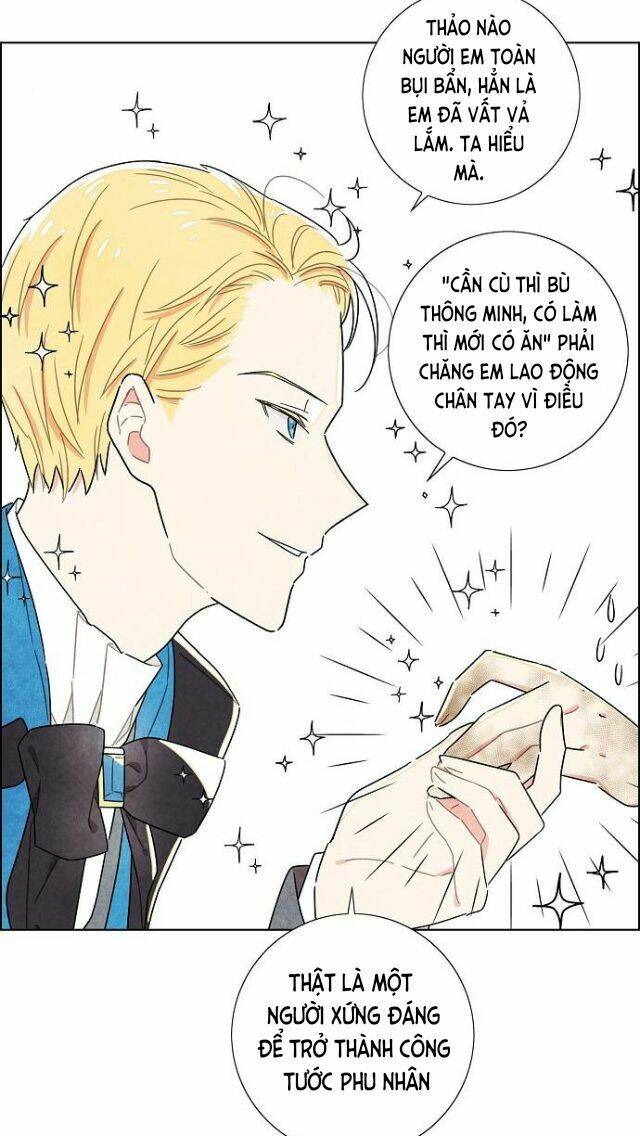 THẢO NÀO
NGƯỜI EM TOÀN
BỤI BẨN, HẲN LÀ
EM ĐÃ VẤT VẢ
LẮM. TA HIỂU
MÀ.
"CẦN CÙ THÌ BÙ
THÔNG MINH, CÓ LÀM
THÌ MỚI CÓ ĂN" PHẢI
CHĂNG EM LAO ĐỘNG
CHÂN TAY VÌ ĐIỀU
ĐÓ?
THẬT LÀ MỘT
NGƯỜI XỨNG ĐÁNG
ĐỂ TRỞ THÀNH CÔNG
TƯỚC PHU NHÂN